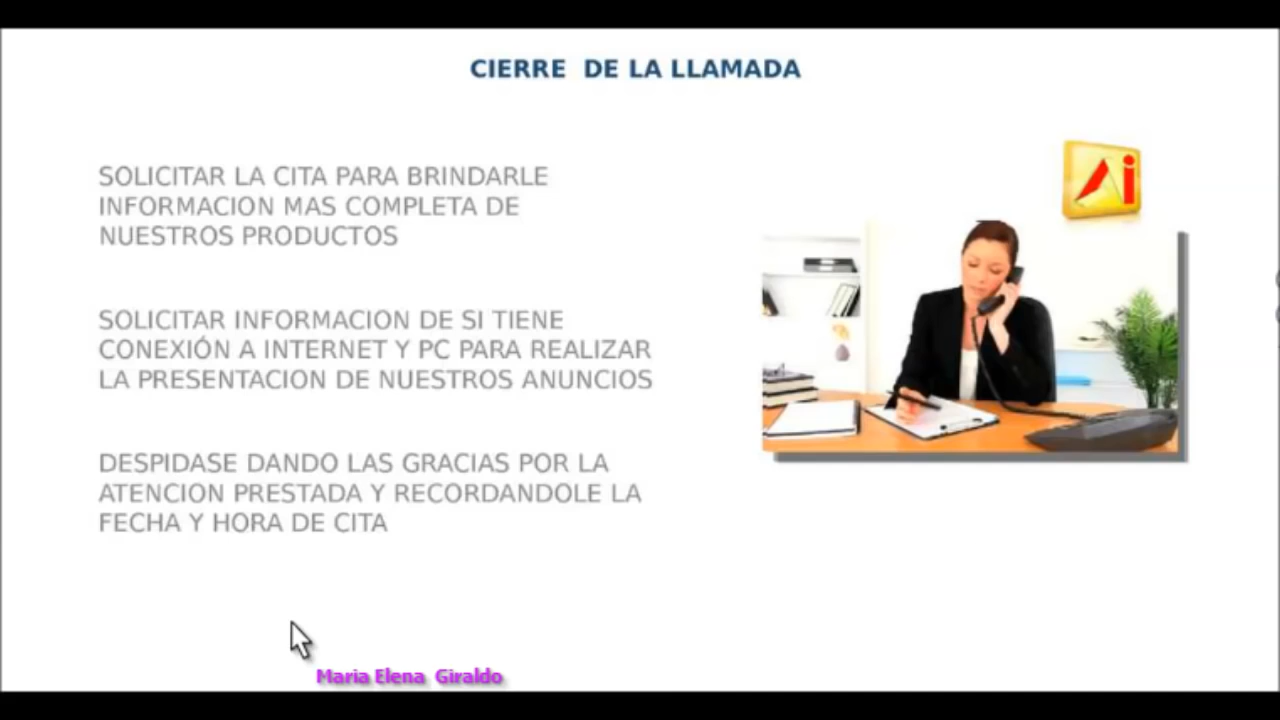 CIERRE DE LA LLAMADA
SOLICITAR LA CITA PARA BRINDARLE
INFORMACION MAS COMPLETA DE
NUESTROS PRODUCTOS
SOLICITAR INFORMACION DE SI TIENE
CONEXIÓN A INTERNET Y PC PARA REALIZAR
LA PRESENTACION DE NUESTROS ANUNCIOS
DESPIDASE DANDO LAS GRACIAS POR LA
ATENCION PRESTADA Y RECORDANDOLE LA
FECHA Y HORA DE CITA
Ai
Maria Elena Giraldo